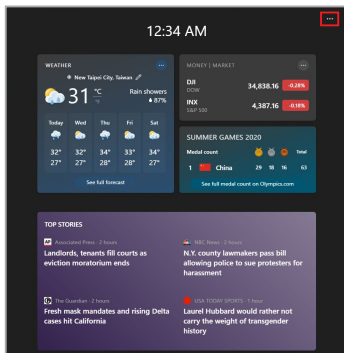 12:34 AM
WEATHER
New Taipei City, Taiwan
31 °C
°F
Rain showers
87%
Today Wed Thu Fri Sat
32° 32° 34° 33° 34°
27° 27° 28° 28° 27°
See full forecast
MONEY | MARKET
DJI
DOW
34,838.16 -0.28%
INX
S&P 500
4,387.16 -0.18%
SUMMER GAMES 2020
Medal count Total
1 China 29 18 16 63
See full medal count on Olympics.com
TOP STORIES
AP Associated Press · 2 hours
Landlords, tenants fill courts as
eviction moratorium ends
NBC News · 2 hours
N.Y. county lawmakers pass bill
allowing police to sue protesters for
harassment
The Guardian · 2 hours
Fresh mask mandates and rising Delta
cases hit California
USA TODAY SPORTS · 1 hour
Laurel Hubbard would rather not
carry the weight of transgender
history